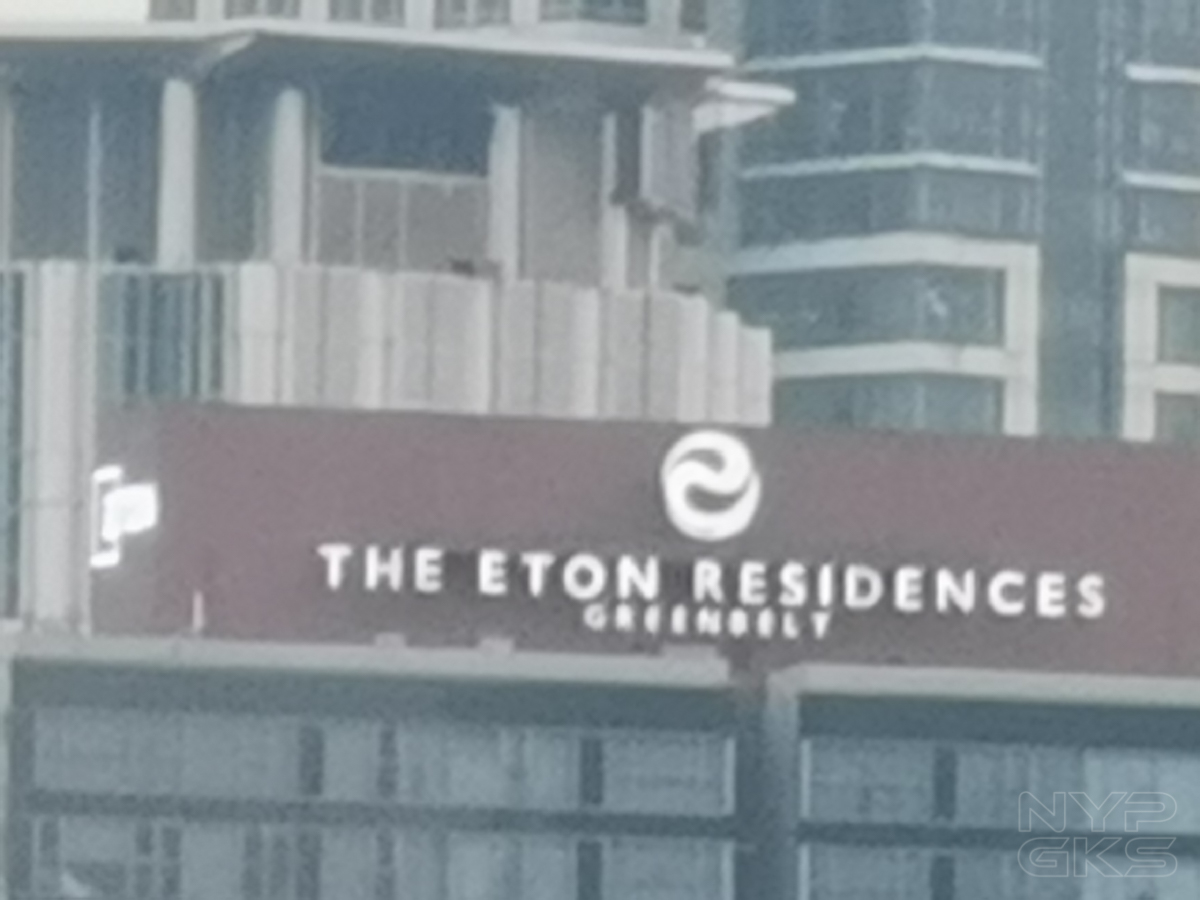 THE ETON RESIDENCES
GREENBELT
NYP
GKS